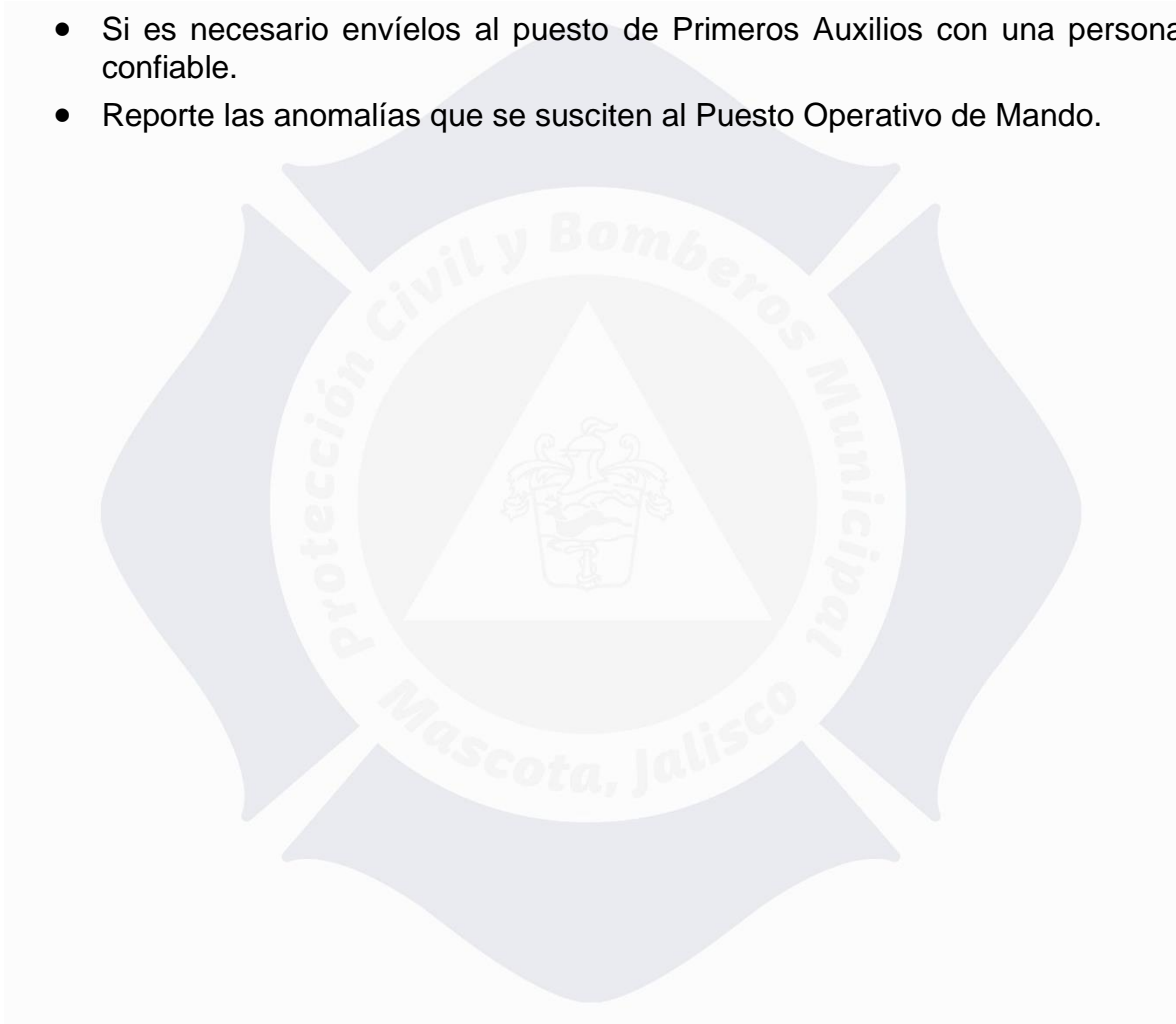 • Si es necesario envíelos al puesto de Primeros Auxilios con una persona
confiable.
• Reporte las anomalías que se susciten al Puesto Operativo de Mando.
Protección Civil y Bomberos Municipal
Mascota, Jalisco